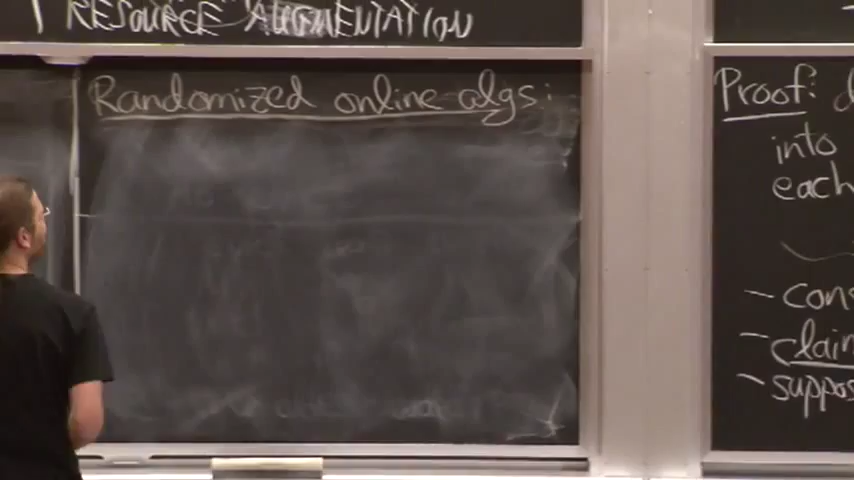 RESOURCE AUGMENTATION
Randomized online algs:
Proof:
into
each
- cons
- claim
- suppos